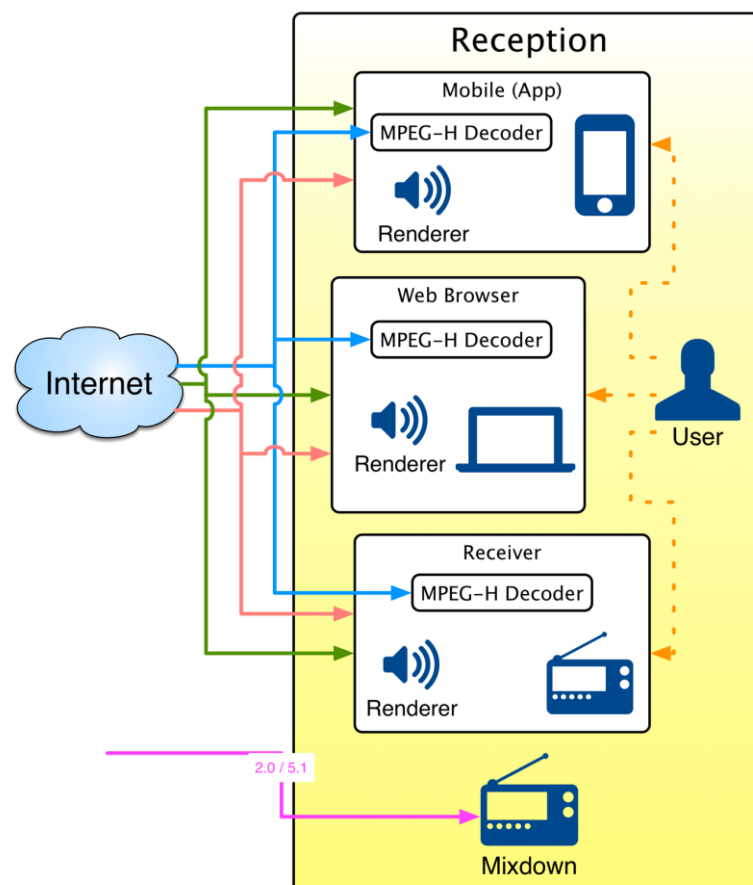 Reception
Mobile (App)
MPEG-H Decoder
Renderer
Web Browser
MPEG-H Decoder
Internet
Renderer
User
Receiver
MPEG-H Decoder
Renderer
2.0 / 5.1
Mixdown